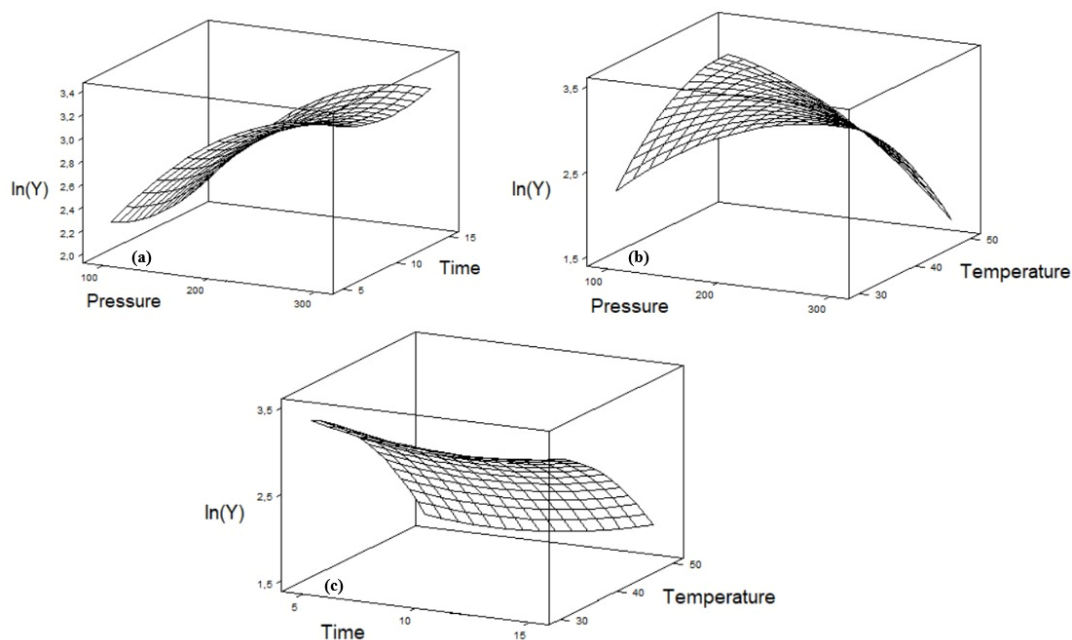 3,4
3,2
3,0
2,8
2,6
2,4
2,2
2,0
ln(Y)
(a)
100
200
300
Pressure
5
10
15
Time
3,5
2,5
1,5
ln(Y)
(b)
100
200
300
Pressure
30
40
50
Temperature
3,5
2,5
1,5
ln(Y)
(c)
5
10
15
Time
30
40
50
Temperature